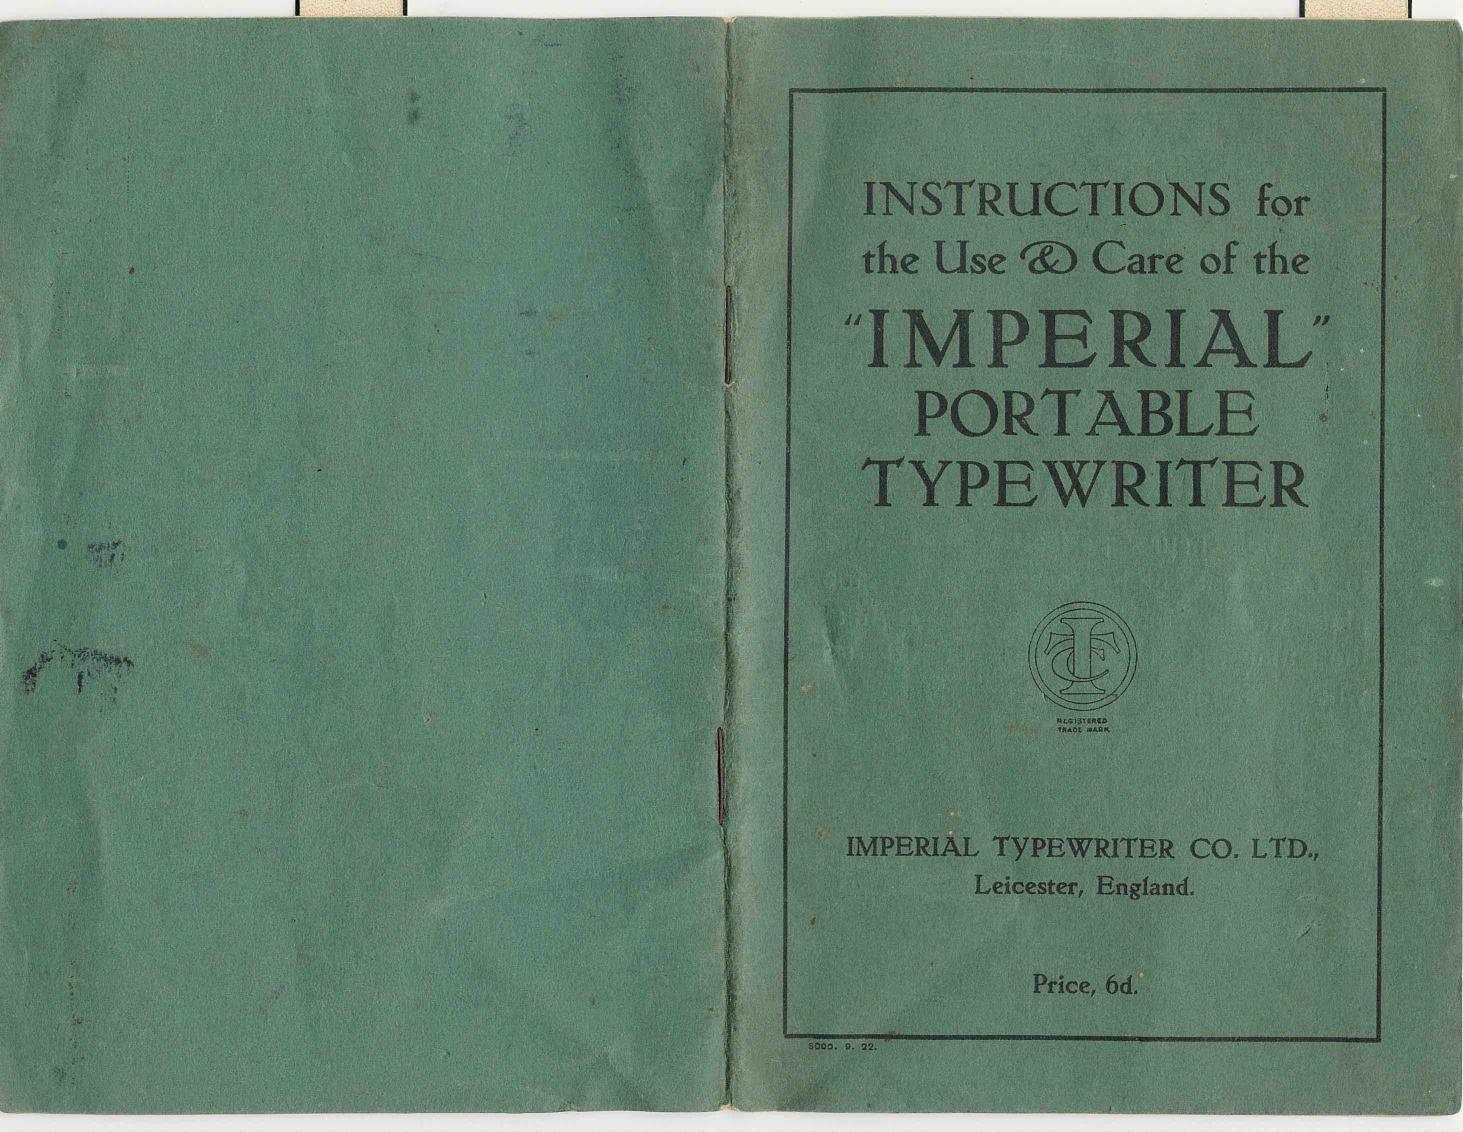 INSTRUCTIONS for
the Use & Care of the
"IMPERIAL"
PORTABLE
TYPEWRITER
ITC
REGISTERED
TRADE MARK
IMPERIAL TYPEWRITER CO. LTD.,
Leicester, England.
Price, 6d.
5000. 9. 22.